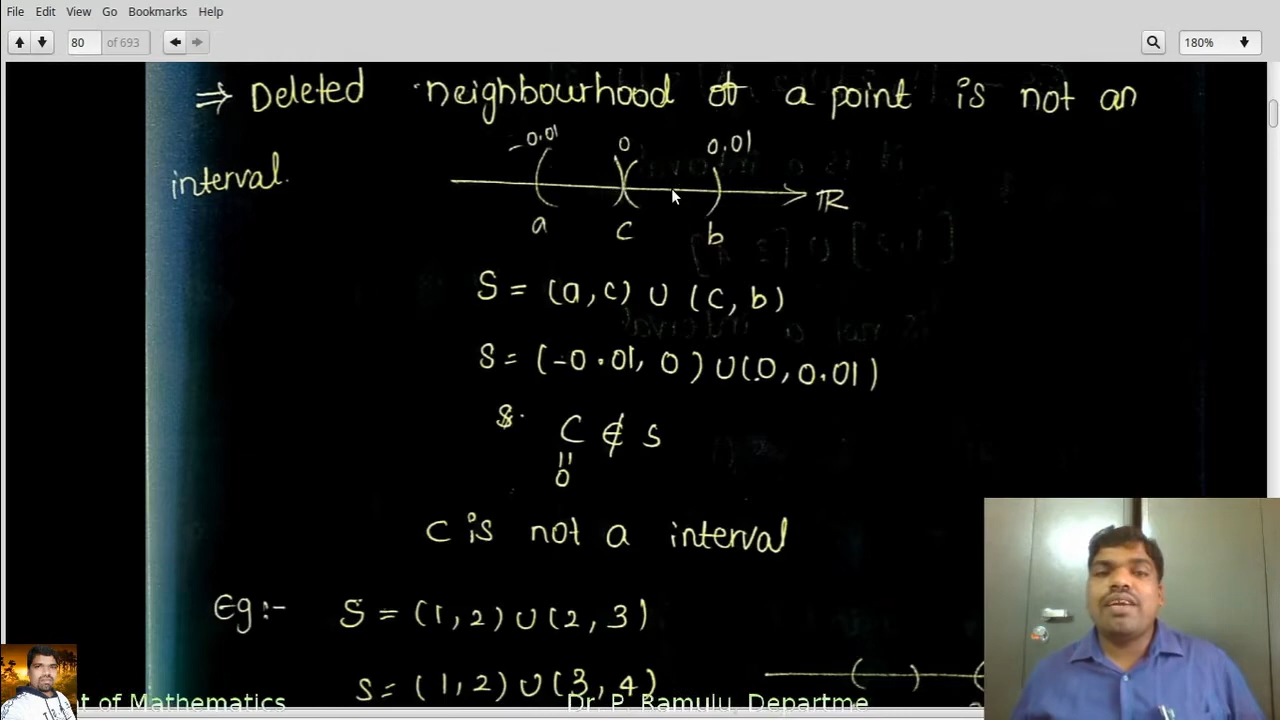 File Edit View Go Bookmarks Help
80 of 693
180%
⇒ Deleted neighbourhood of a point is not an
interval.
-0.01 0 0.01
a c b ℝ
S = (a, c) ∪ (c, b)
S = (-0.01, 0) ∪ (0, 0.01)
C ∉ S
||
0
C is not a interval
Eg:- S = (1, 2) ∪ (2, 3)
S = (1, 2) ∪ (3, 4)
t of Mathematics Dr. P. Ramulu, Departme